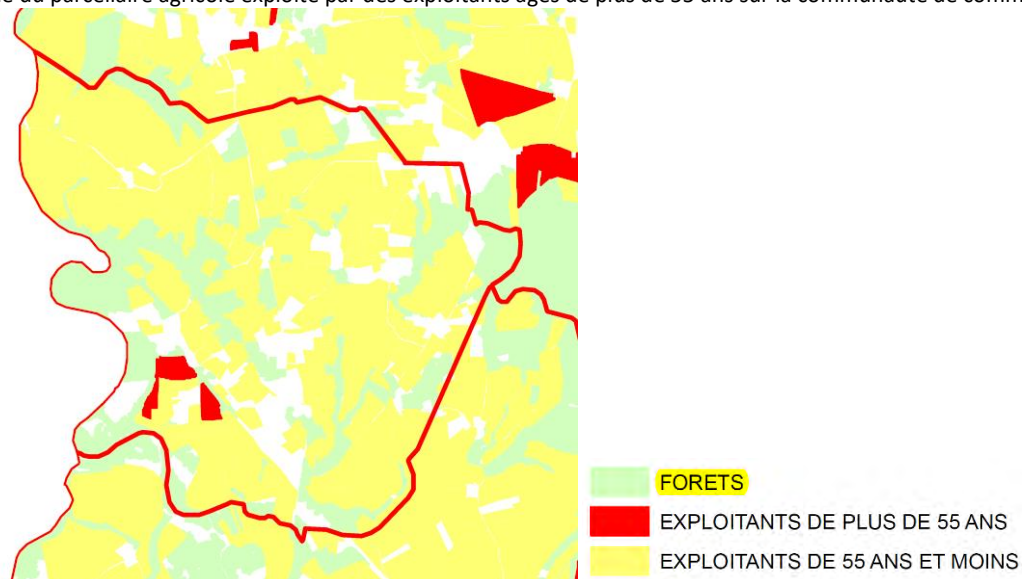 du parcellaire agricole exploité par des exploitants âgés de plus de 55 ans sur la communauté de comm
FORETS
EXPLOITANTS DE PLUS DE 55 ANS
EXPLOITANTS DE 55 ANS ET MOINS